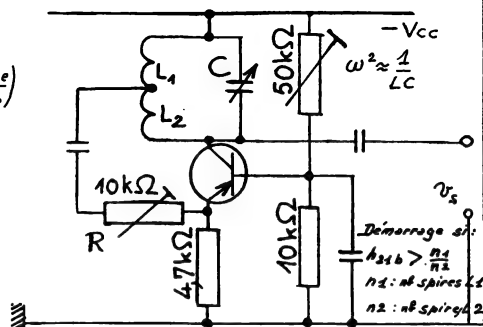 −Vcc
ω² ≈ 1/LC
L₁
C
50kΩ
L₂
10kΩ
R
4,7kΩ
10kΩ
vₛ
Démarrage si:
h₂₁b > n1/n2
n1: nb spires L1
n2: nb spires L2